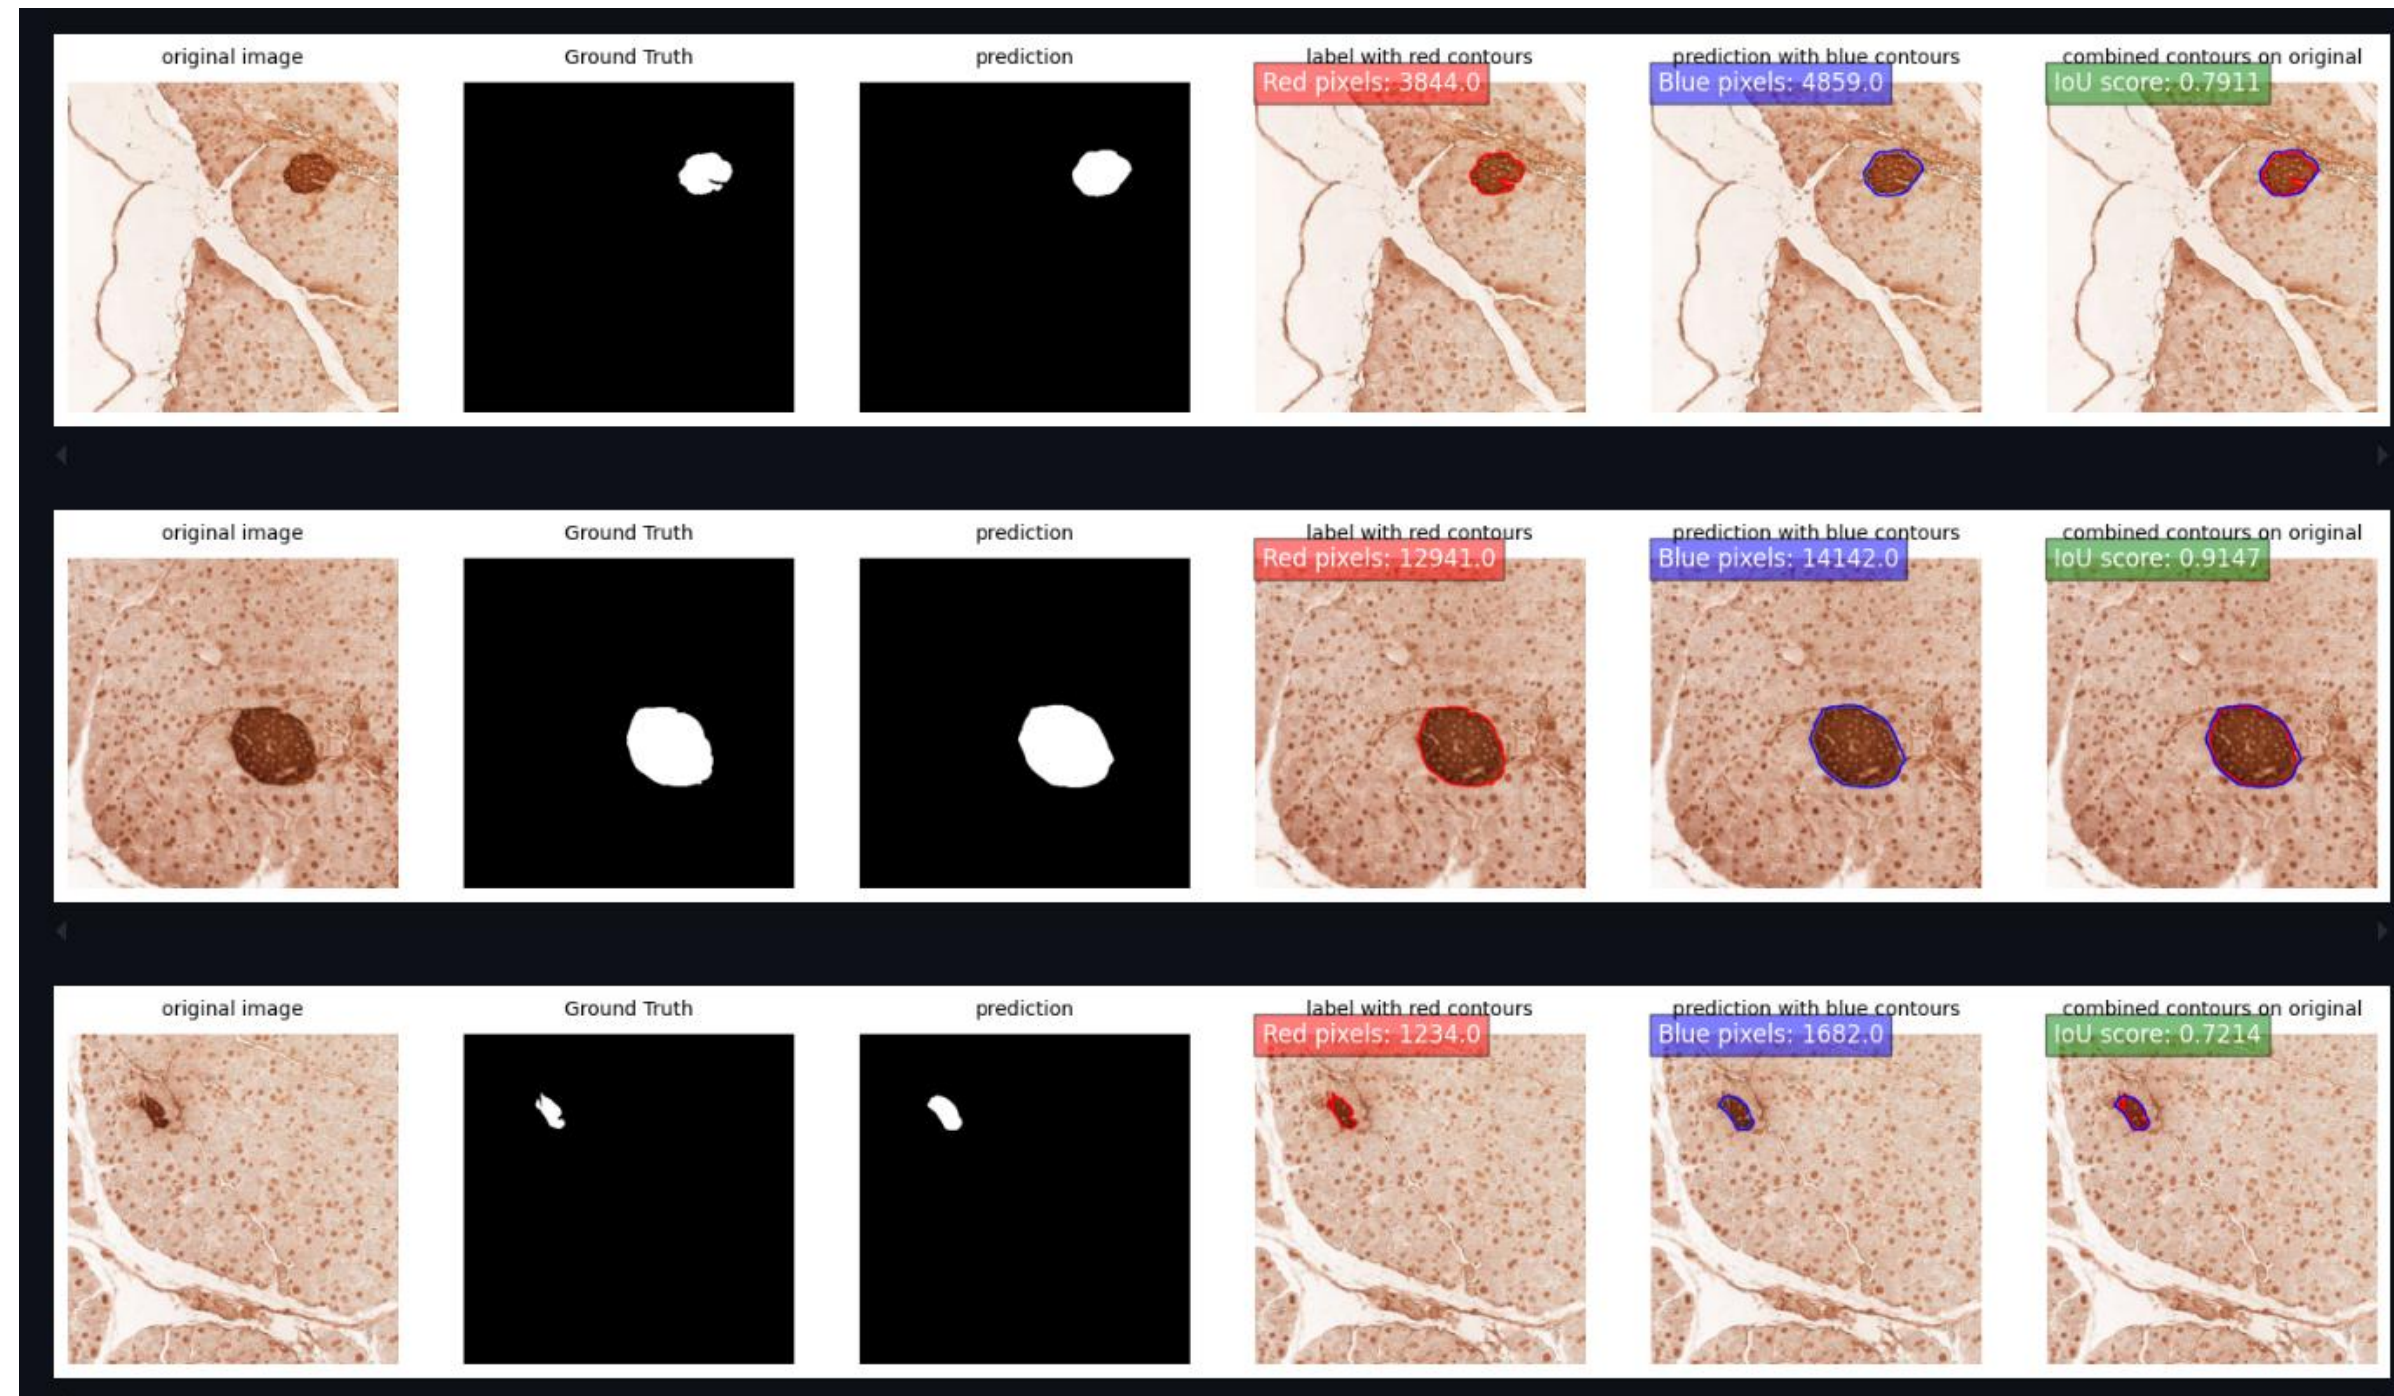 original image
Ground Truth
prediction
label with red contours
prediction with blue contours
combined contours on original
Red pixels: 3844.0
Blue pixels: 4859.0
IoU score: 0.7911
original image
Ground Truth
prediction
label with red contours
prediction with blue contours
combined contours on original
Red pixels: 12941.0
Blue pixels: 14142.0
IoU score: 0.9147
original image
Ground Truth
prediction
label with red contours
prediction with blue contours
combined contours on original
Red pixels: 1234.0
Blue pixels: 1682.0
IoU score: 0.7214